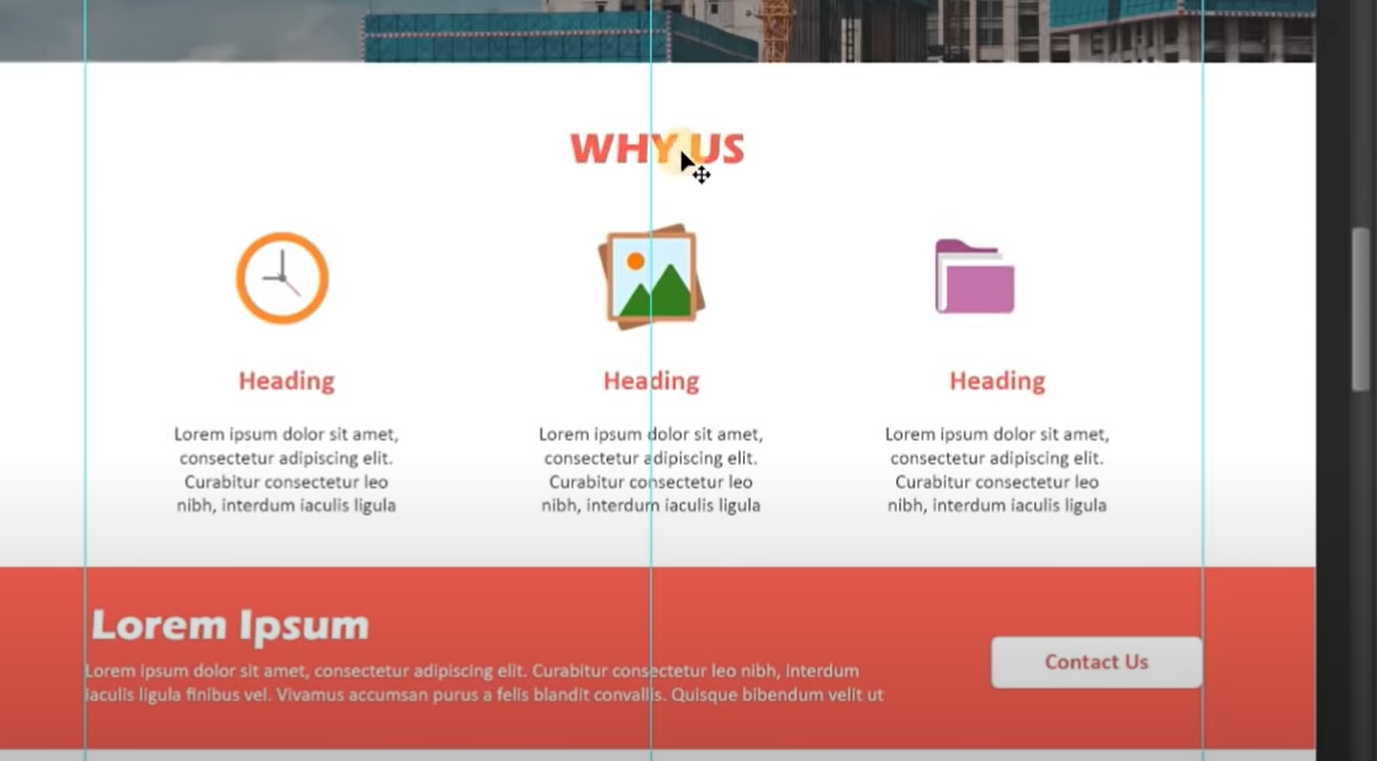 WHY US
Heading
Heading
Heading
Lorem ipsum dolor sit amet,
consectetur adipiscing elit.
Curabitur consectetur leo
nibh, interdum iaculis ligula
Lorem ipsum dolor sit amet,
consectetur adipiscing elit.
Curabitur consectetur leo
nibh, interdum iaculis ligula
Lorem ipsum dolor sit amet,
consectetur adipiscing elit.
Curabitur consectetur leo
nibh, interdum iaculis ligula
Lorem Ipsum
Lorem ipsum dolor sit amet, consectetur adipiscing elit. Curabitur consectetur leo nibh, interdum
iaculis ligula finibus vel. Vivamus accumsan purus a felis blandit convallis. Quisque bibendum velit ut
Contact Us